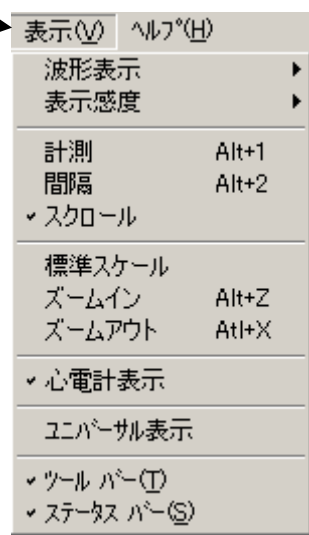 表示(V) ﾍﾙﾌﾟ(H)
波形表示
表示感度
計測 Alt+1
間隔 Alt+2
スクロール
標準スケール
ズームイン Alt+Z
ズームアウト Atl+X
心電計表示
ﾕﾆﾊﾞｰｻﾙ表示
ﾂｰﾙ ﾊﾞｰ(T)
ｽﾃｰﾀｽ ﾊﾞｰ(S)